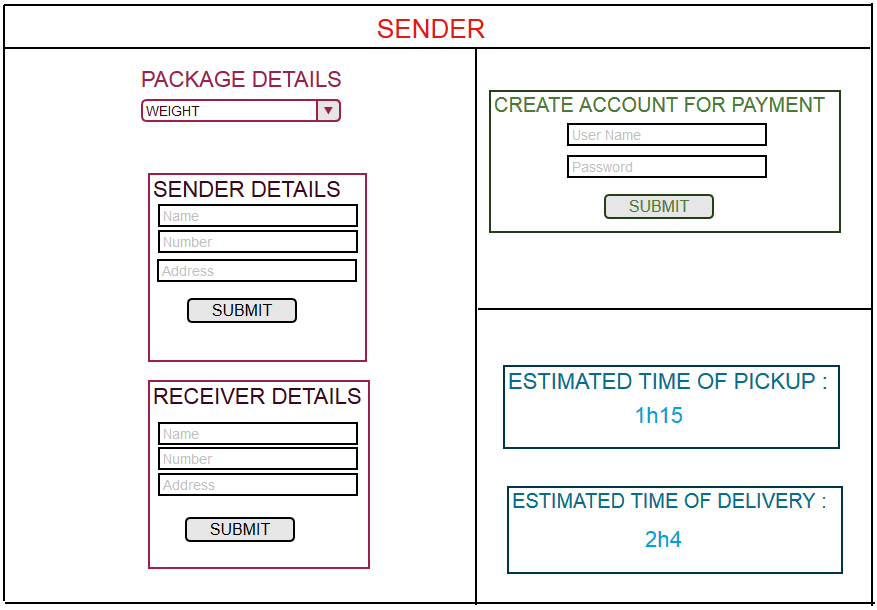 SENDER
PACKAGE DETAILS
WEIGHT
SENDER DETAILS
Name
Number
Address
SUBMIT
RECEIVER DETAILS
Name
Number
Address
SUBMIT
CREATE ACCOUNT FOR PAYMENT
User Name
Password
SUBMIT
ESTIMATED TIME OF PICKUP :
1h15
ESTIMATED TIME OF DELIVERY :
2h4